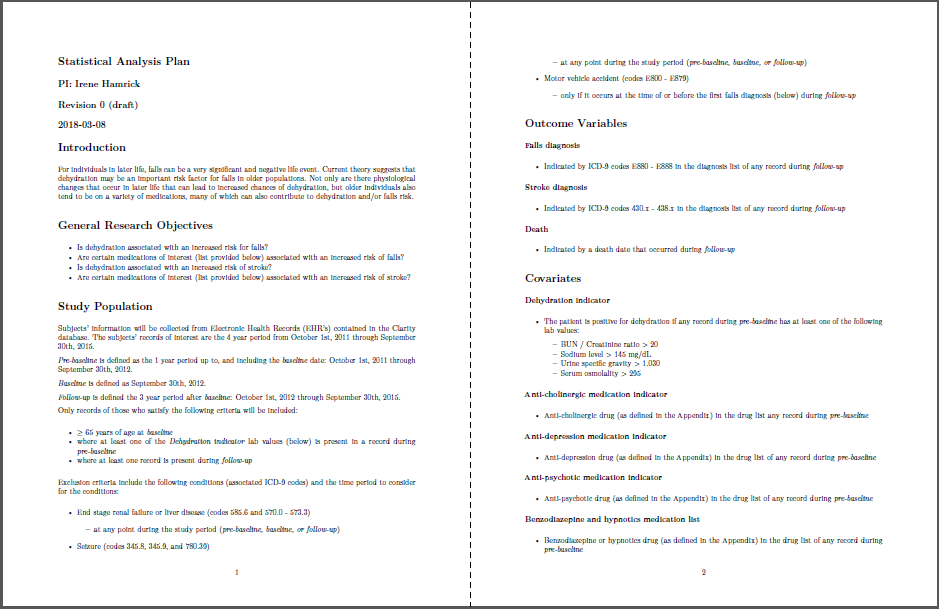 Statistical Analysis Plan
PI: Irene Hamrick
Revision 0 (draft)
2018-03-08
Introduction
For individuals in later life, falls can be a very significant and negative life event. Current theory suggests that
dehydration may be an important risk factor for falls in older populations. Not only are there physiological
changes that occur in later life that can lead to increased chances of dehydration, but older individuals also
tend to be on a variety of medications, many of which can also contribute to dehydration and/or falls risk.
General Research Objectives
• Is dehydration associated with an increased risk for falls?
• Are certain medications of interest (list provided below) associated with an increased risk of falls?
• Is dehydration associated with an increased risk of stroke?
• Are certain medications of interest (list provided below) associated with an increased risk of stroke?
Study Population
Subjects' information will be collected from Electronic Health Records (EHR's) contained in the Clarity
database. The subjects' records of interest are the 4 year period from October 1st, 2011 through September
30th, 2015.
Pre-baseline is defined as the 1 year period up to, and including the baseline date: October 1st, 2011 through
September 30th, 2012.
Baseline is defined as September 30th, 2012.
Follow-up is defined the 3 year period after baseline: October 1st, 2012 through September 30th, 2015.
Only records of those who satisfy the following criteria will be included:
• ≥ 65 years of age at baseline
• where at least one of the Dehydration indicator lab values (below) is present in a record during
pre-baseline
• where at least one record is present during follow-up
Exclusion criteria include the following conditions (associated ICD-9 codes) and the time period to consider
for the conditions:
• End stage renal failure or liver disease (codes 585.6 and 570.0 - 573.3)
– at any point during the study period (pre-baseline, baseline, or follow-up)
• Seizure (codes 345.8, 345.9, and 780.39)
1
– at any point during the study period (pre-baseline, baseline, or follow-up)
• Motor vehicle accident (codes E800 - E879)
– only if it occurs at the time of or before the first falls diagnosis (below) during follow-up
Outcome Variables
Falls diagnosis
• Indicated by ICD-9 codes E880 - E888 in the diagnosis list of any record during follow-up
Stroke diagnosis
• Indicated by ICD-9 codes 430.x - 438.x in the diagnosis list of any record during follow-up
Death
• Indicated by a death date that occurred during follow-up
Covariates
Dehydration indicator
• The patient is positive for dehydration if any record during pre-baseline has at least one of the following
lab values:
– BUN / Creatinine ratio > 20
– Sodium level > 145 mg/dL
– Urine specific gravity > 1.030
– Serum osmolality > 295
Anti-cholinergic medication indicator
• Anti-cholinergic drug (as defined in the Appendix) in the drug list any record during pre-baseline
Anti-depression medication indicator
• Anti-depression drug (as defined in the Appendix) in the drug list of any record during pre-baseline
Anti-psychotic medication indicator
• Anti-psychotic drug (as defined in the Appendix) in the drug list of any record during pre-baseline
Benzodiazepine and hypnotics medication list
• Benzodiazepine or hypnotics drug (as defined in the Appendix) in the drug list of any record during
pre-baseline
2